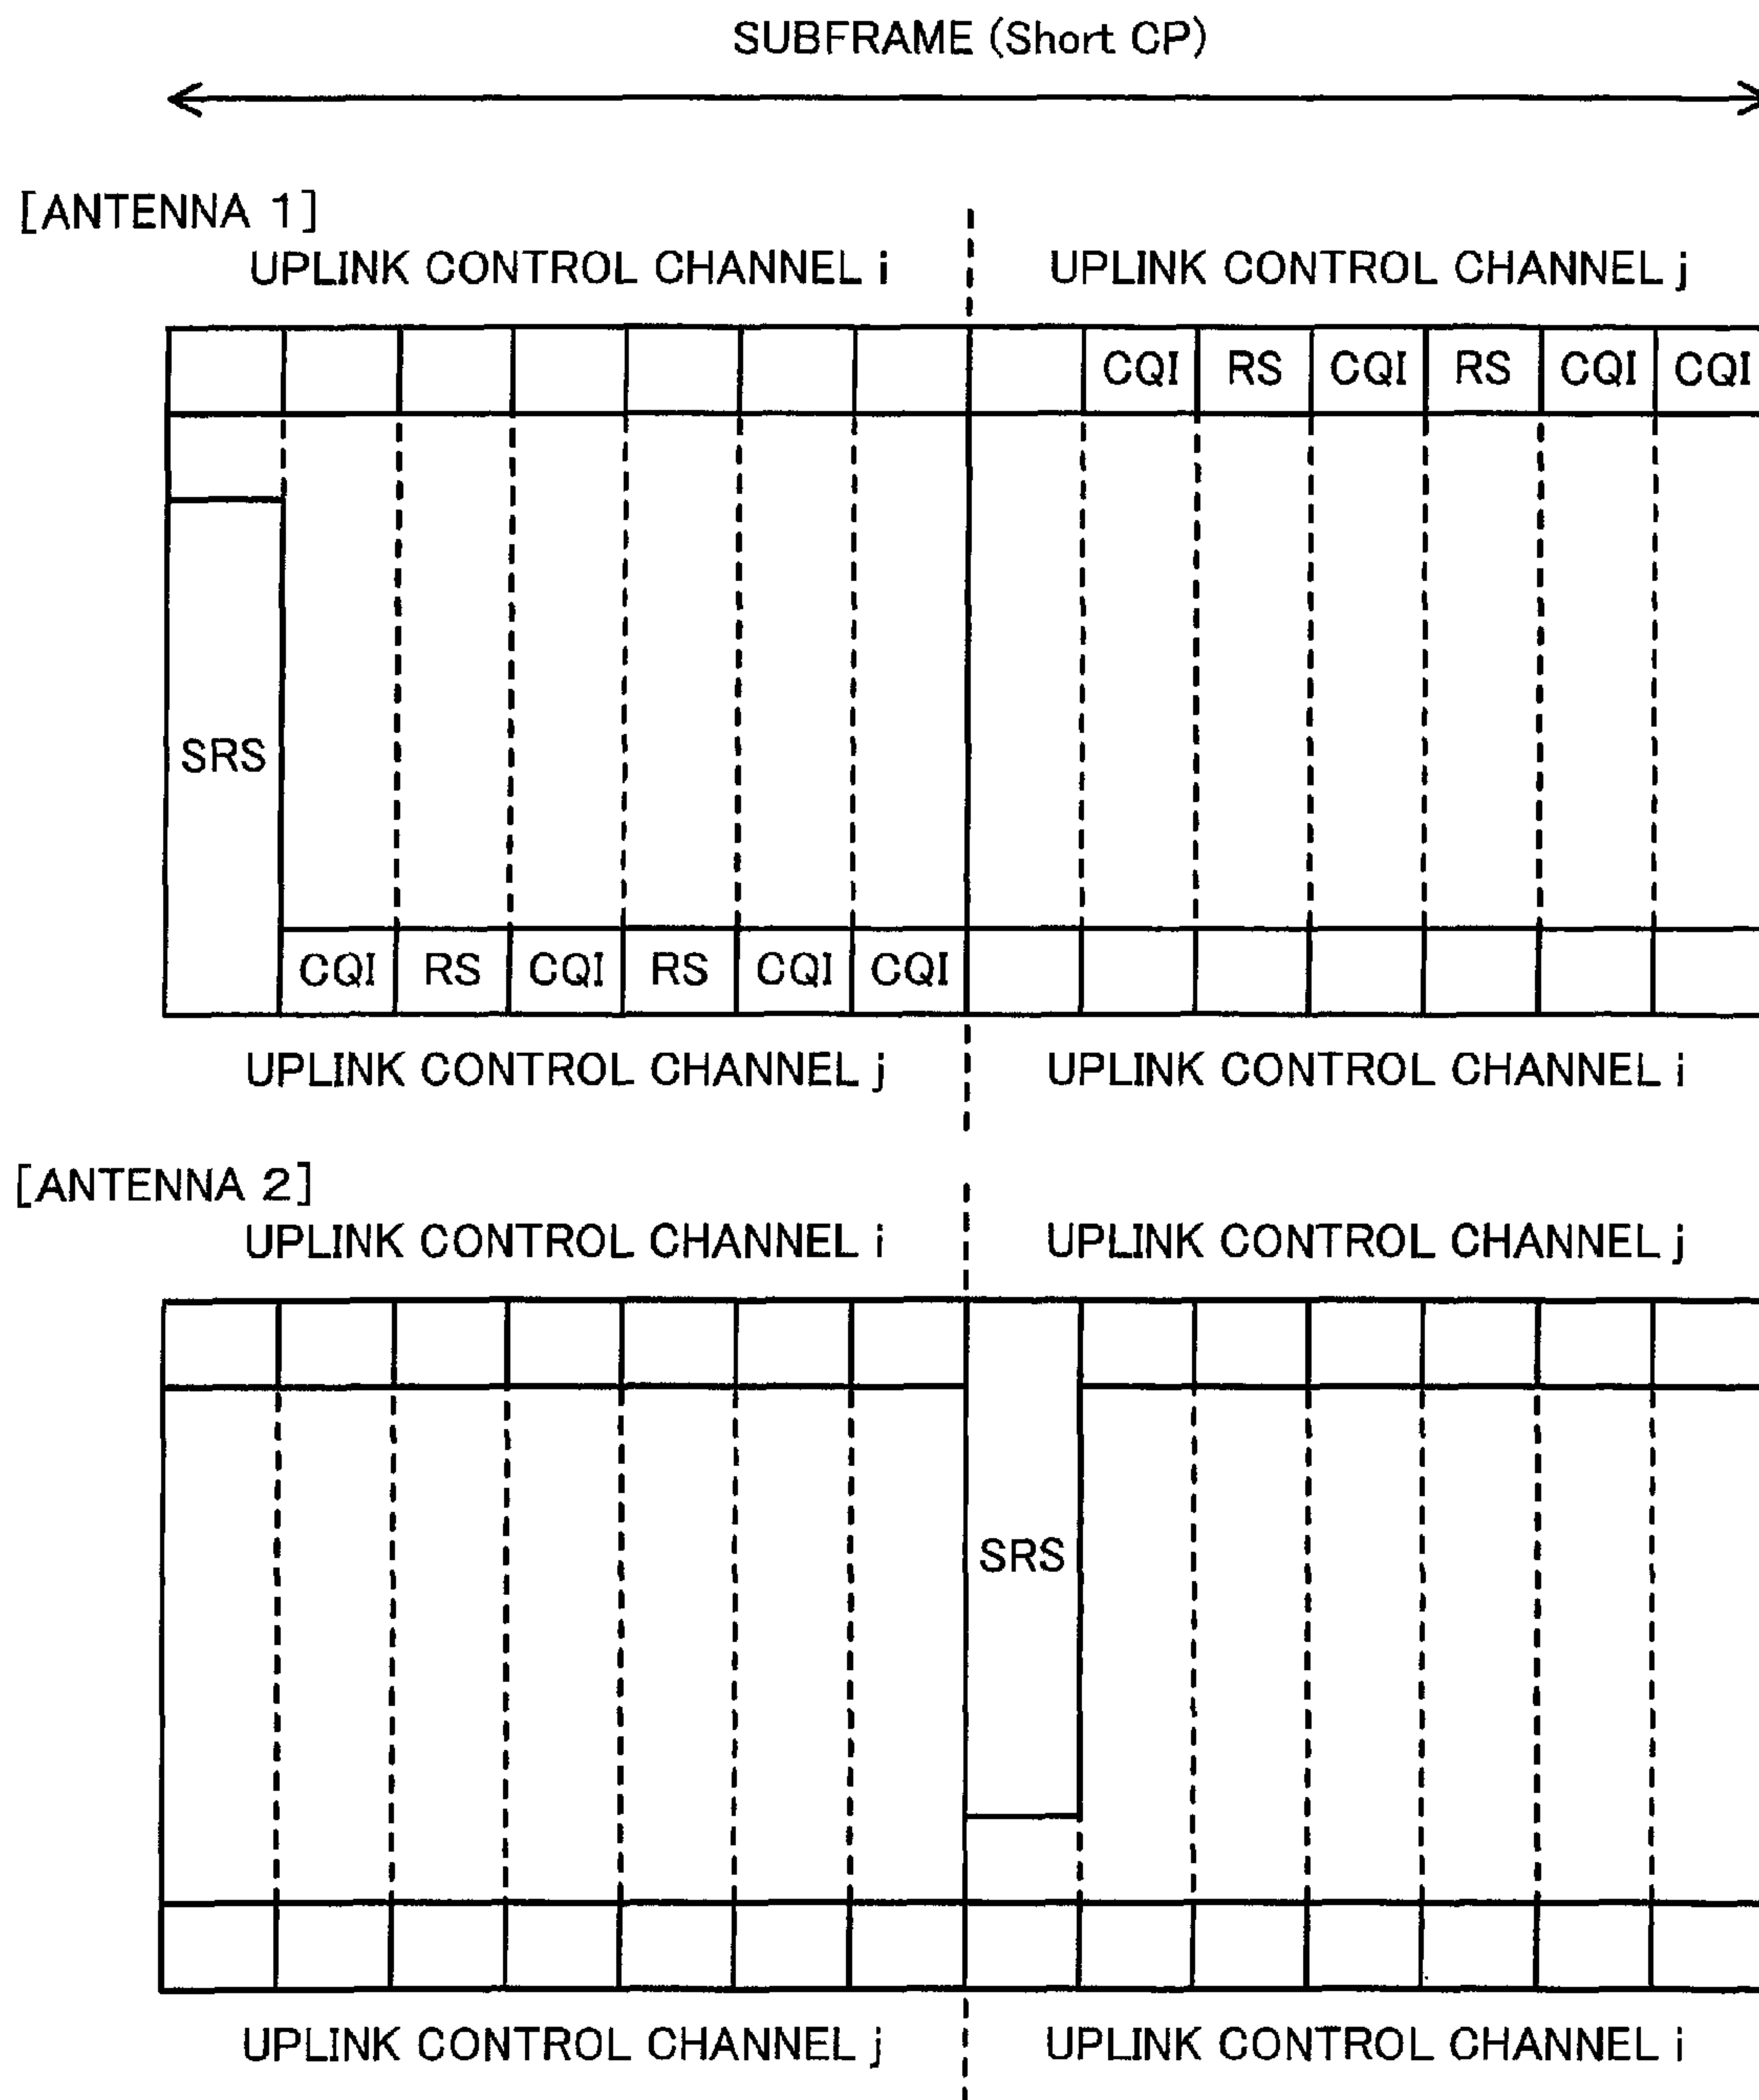 SUBFRAME (Short CP)
[ANTENNA 1]
UPLINK CONTROL CHANNEL i UPLINK CONTROL CHANNEL j
CQI RS CQI RS CQI CQI
SRS
CQI RS CQI RS CQI CQI
UPLINK CONTROL CHANNEL j UPLINK CONTROL CHANNEL i
[ANTENNA 2]
UPLINK CONTROL CHANNEL i UPLINK CONTROL CHANNEL j
SRS
UPLINK CONTROL CHANNEL j UPLINK CONTROL CHANNEL i